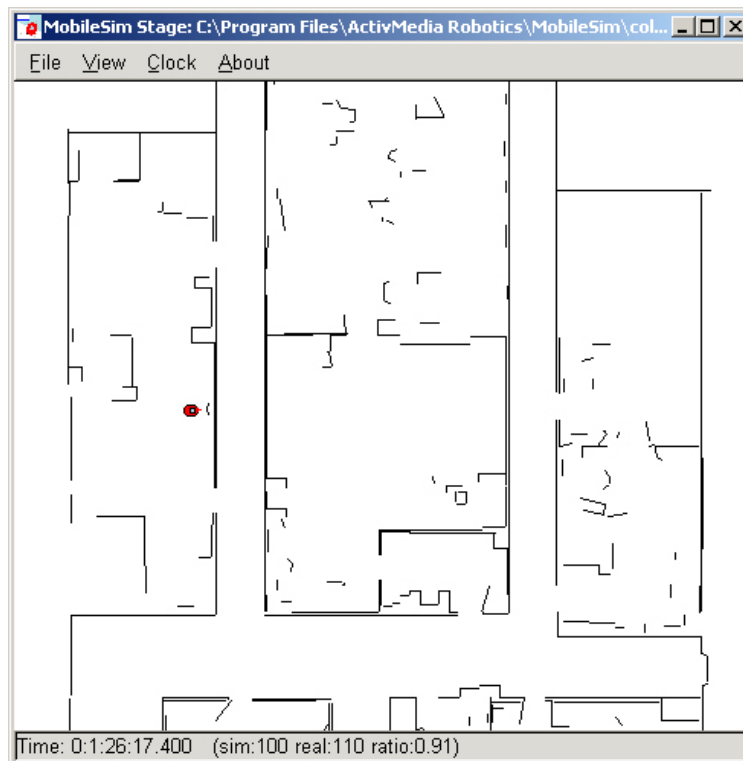 MobileSim Stage: C:\Program Files\ActivMedia Robotics\MobileSim\col...
File View Clock About
Time: 0:1:26:17.400 (sim:100 real:110 ratio:0.91)